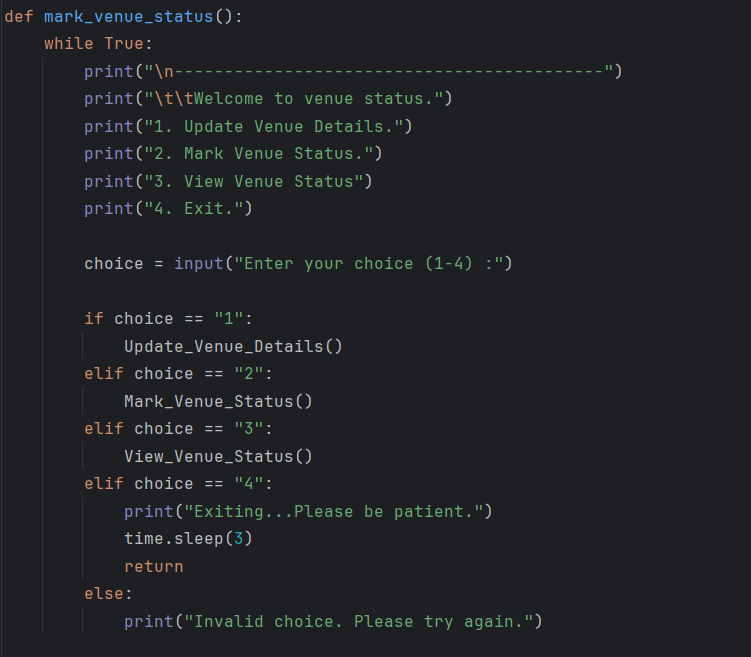 def mark_venue_status():
    while True:
        print("\n-------------------------------------------")
        print("\t\tWelcome to venue status.")
        print("1. Update Venue Details.")
        print("2. Mark Venue Status.")
        print("3. View Venue Status")
        print("4. Exit.")

        choice = input("Enter your choice (1-4) :")

        if choice == "1":
            Update_Venue_Details()
        elif choice == "2":
            Mark_Venue_Status()
        elif choice == "3":
            View_Venue_Status()
        elif choice == "4":
            print("Exiting...Please be patient.")
            time.sleep(3)
            return
        else:
            print("Invalid choice. Please try again.")